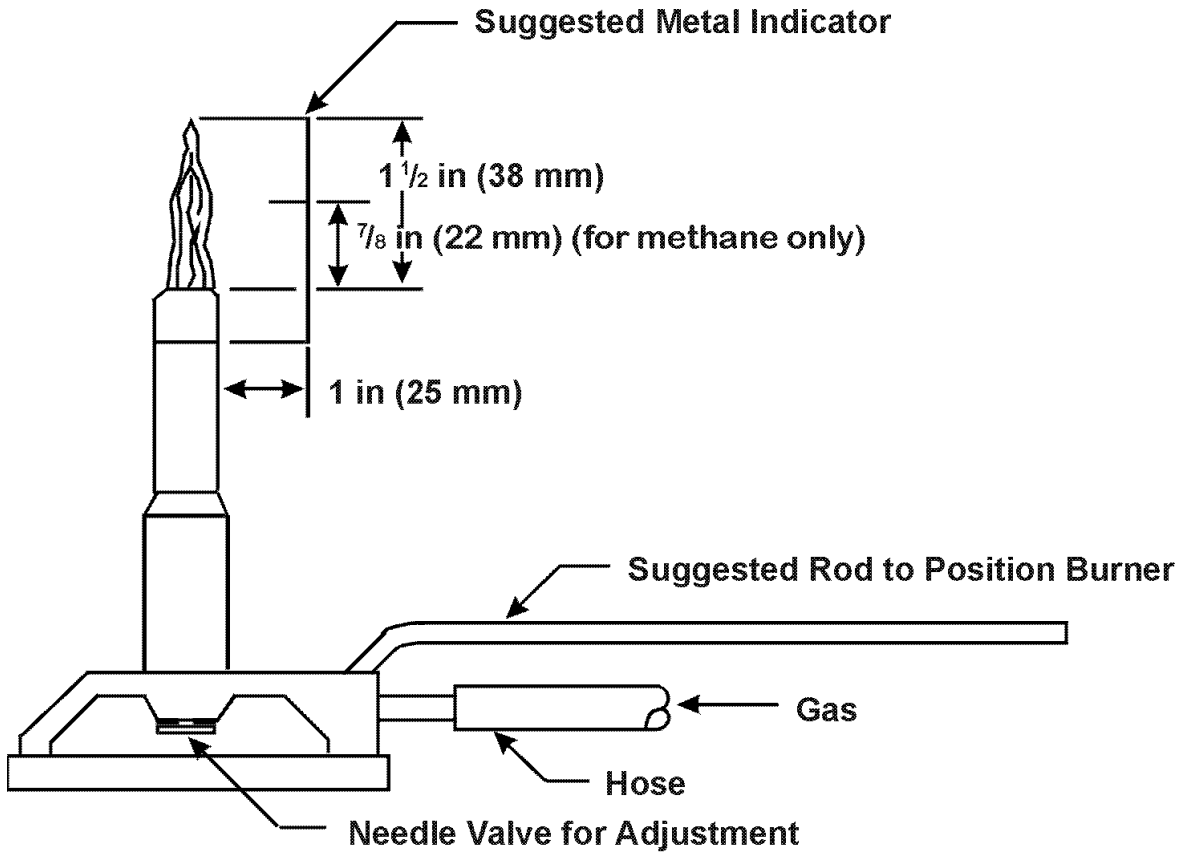 Suggested Metal Indicator
1 1/2 in (38 mm)
7/8 in (22 mm) (for methane only)
1 in (25 mm)
Suggested Rod to Position Burner
Gas
Hose
Needle Valve for Adjustment